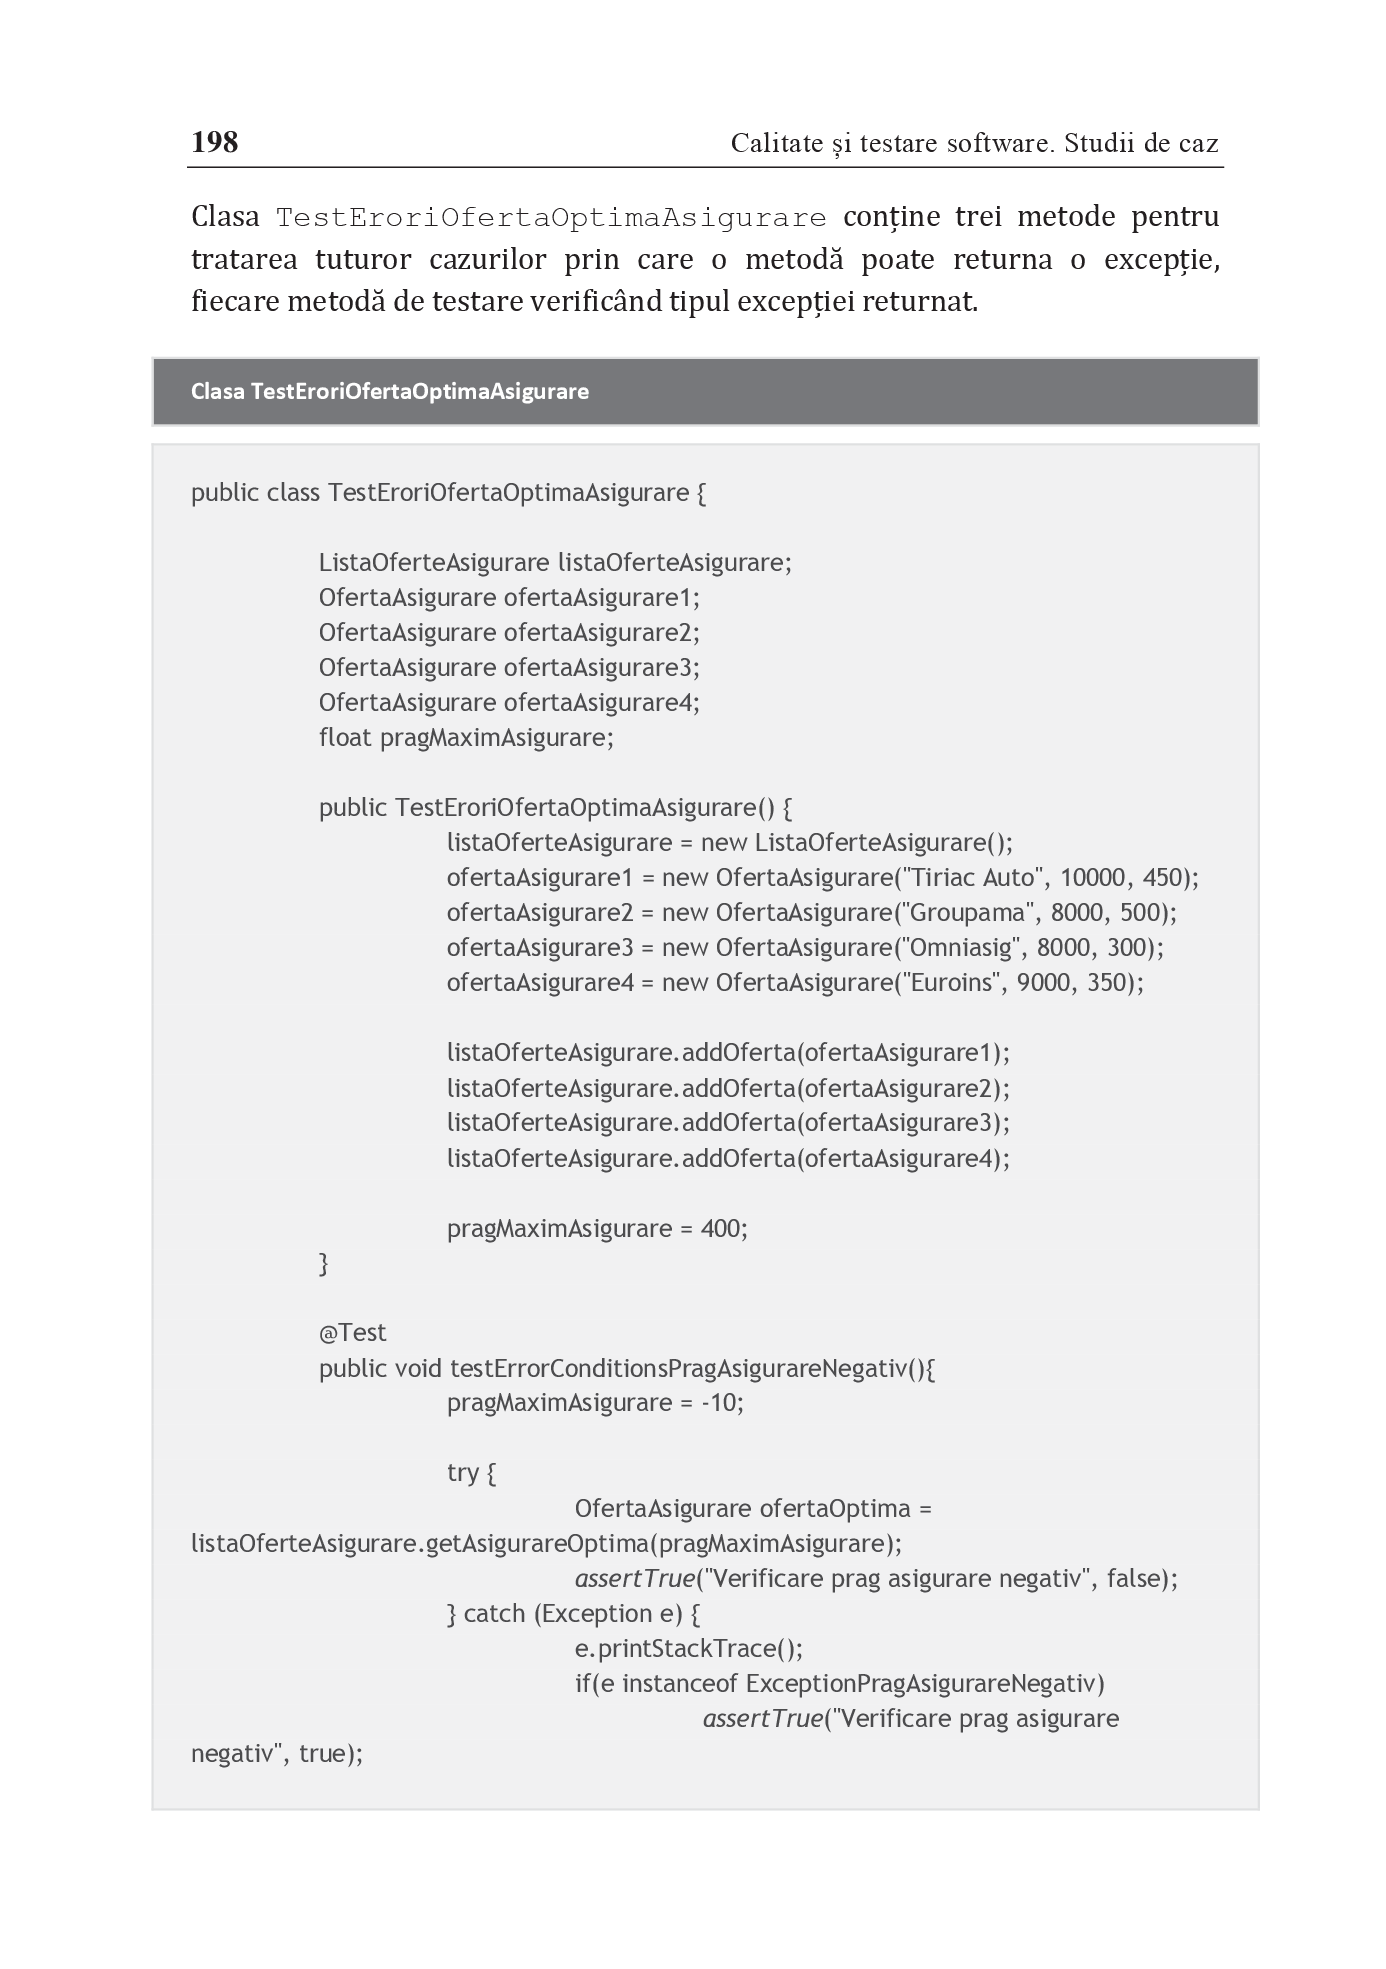 198 Calitate și testare software. Studii de caz
Clasa TestEroriOfertaOptimaAsigurare conține trei metode pentru
tratarea tuturor cazurilor prin care o metodă poate returna o excepție,
fiecare metodă de testare verificând tipul excepției returnat.
Clasa TestEroriOfertaOptimaAsigurare
public class TestEroriOfertaOptimaAsigurare {
ListaOferteAsigurare listaOferteAsigurare;
OfertaAsigurare ofertaAsigurare1;
OfertaAsigurare ofertaAsigurare2;
OfertaAsigurare ofertaAsigurare3;
OfertaAsigurare ofertaAsigurare4;
float pragMaximAsigurare;
public TestEroriOfertaOptimaAsigurare() {
listaOferteAsigurare = new ListaOferteAsigurare();
ofertaAsigurare1 = new OfertaAsigurare("Tiriac Auto", 10000, 450);
ofertaAsigurare2 = new OfertaAsigurare("Groupama", 8000, 500);
ofertaAsigurare3 = new OfertaAsigurare("Omniasig", 8000, 300);
ofertaAsigurare4 = new OfertaAsigurare("Euroins", 9000, 350);
listaOferteAsigurare.addOferta(ofertaAsigurare1);
listaOferteAsigurare.addOferta(ofertaAsigurare2);
listaOferteAsigurare.addOferta(ofertaAsigurare3);
listaOferteAsigurare.addOferta(ofertaAsigurare4);
pragMaximAsigurare = 400;
}
@Test
public void testErrorConditionsPragAsigurareNegativ(){
pragMaximAsigurare = -10;
try {
OfertaAsigurare ofertaOptima =
listaOferteAsigurare.getAsigurareOptima(pragMaximAsigurare);
assertTrue("Verificare prag asigurare negativ", false);
} catch (Exception e) {
e.printStackTrace();
if(e instanceof ExceptionPragAsigurareNegativ)
assertTrue("Verificare prag asigurare
negativ", true);